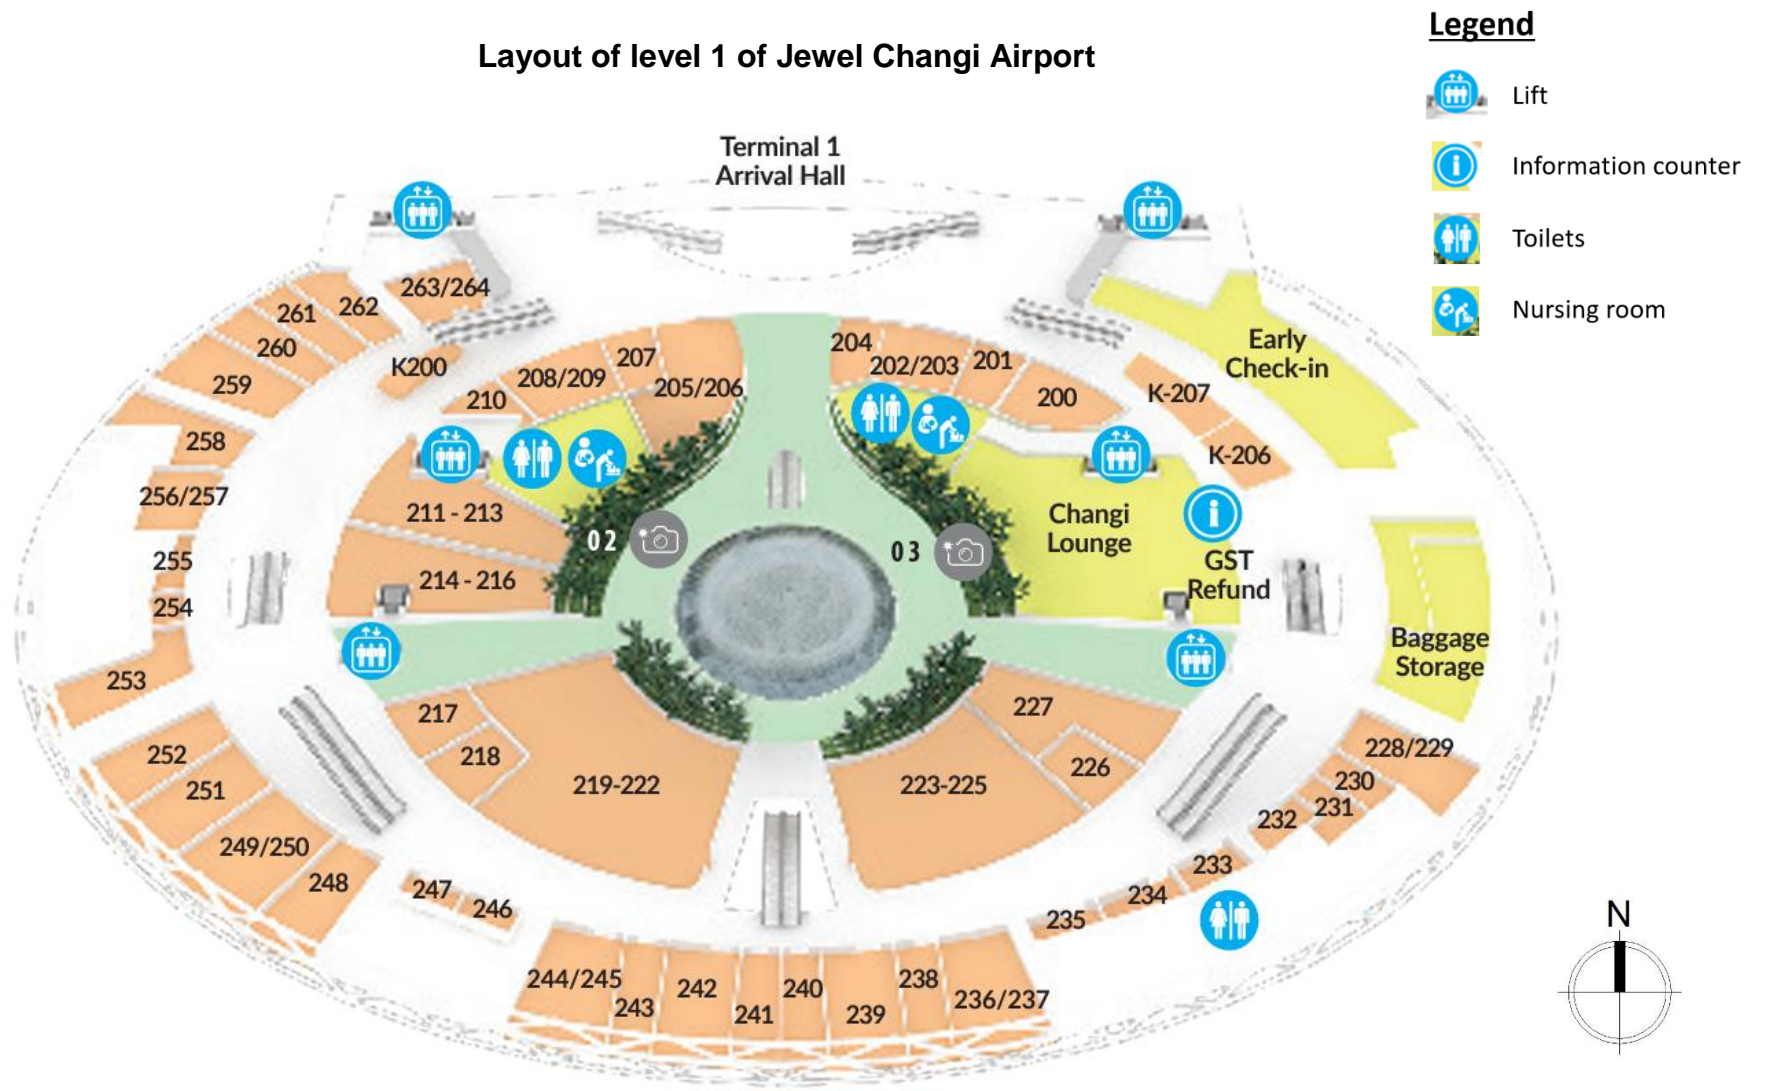 Layout of level 1 of Jewel Changi Airport
Legend
Lift
Information counter
Toilets
Nursing room
Terminal 1
Arrival Hall
263/264
262
261
260
259
K200
258
256/257
255
254
253
252
251
249/250
248
247
246
210
208/209
207
205/206
204
202/203
201
200
K-207
K-206
Early
Check-in
211 - 213
214 - 216
02
03
Changi
Lounge
GST
Refund
Baggage
Storage
217
218
219-222
223-225
226
227
228/229
230
231
232
233
234
235
244/245
243
242
241
240
239
238
236/237
N